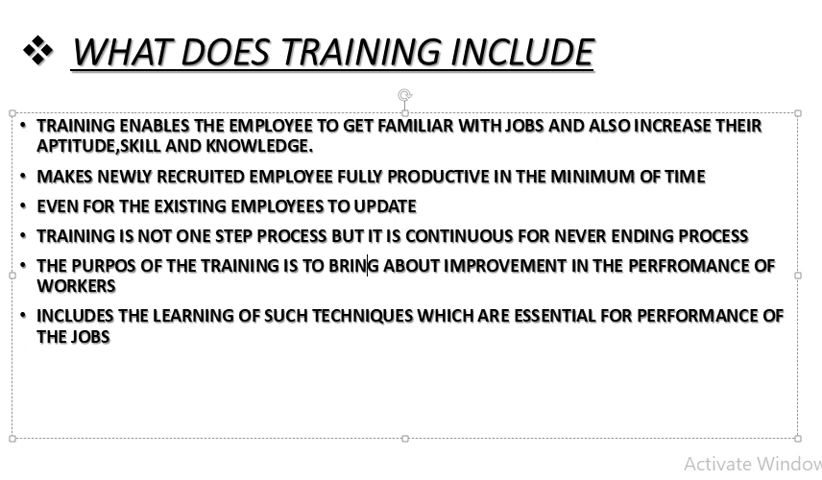 ❖ WHAT DOES TRAINING INCLUDE
• TRAINING ENABLES THE EMPLOYEE TO GET FAMILIAR WITH JOBS AND ALSO INCREASE THEIR
APTITUDE,SKILL AND KNOWLEDGE.
• MAKES NEWLY RECRUITED EMPLOYEE FULLY PRODUCTIVE IN THE MINIMUM OF TIME
• EVEN FOR THE EXISTING EMPLOYEES TO UPDATE
• TRAINING IS NOT ONE STEP PROCESS BUT IT IS CONTINUOUS FOR NEVER ENDING PROCESS
• THE PURPOS OF THE TRAINING IS TO BRING ABOUT IMPROVEMENT IN THE PERFROMANCE OF
WORKERS
• INCLUDES THE LEARNING OF SUCH TECHNIQUES WHICH ARE ESSENTIAL FOR PERFORMANCE OF
THE JOBS
Activate Window